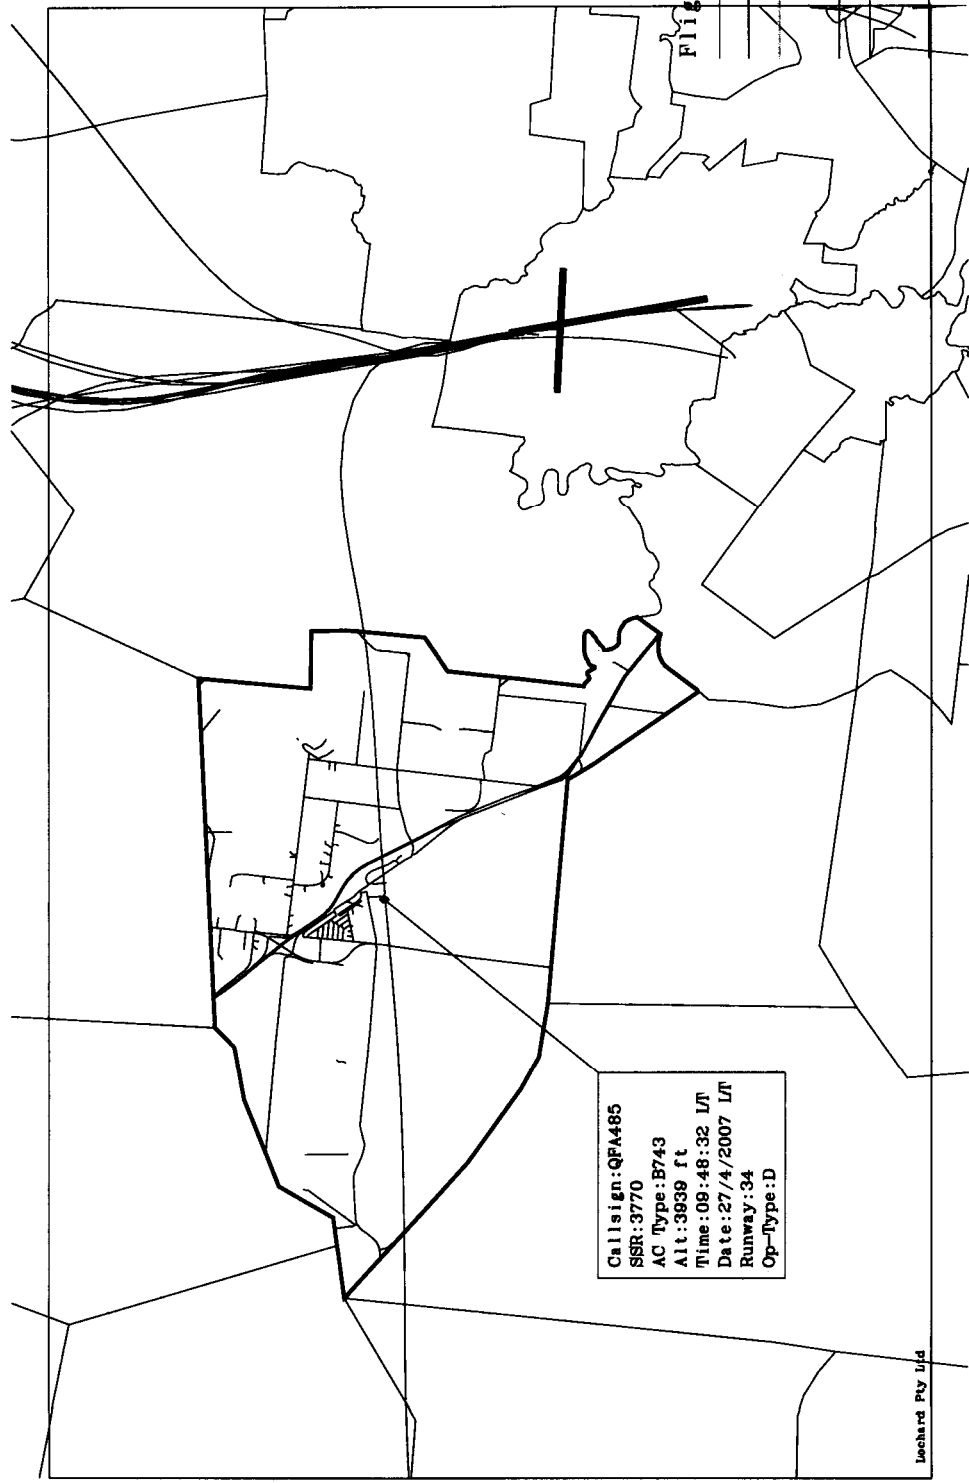 Flig
Callsign:QFA485
SSR:3770
AC Type:B743
Alt:3939 ft
Time:09:48:32 LT
Date:27/4/2007 LT
Runway:34
Op-Type:D
Lochard Pty Ltd